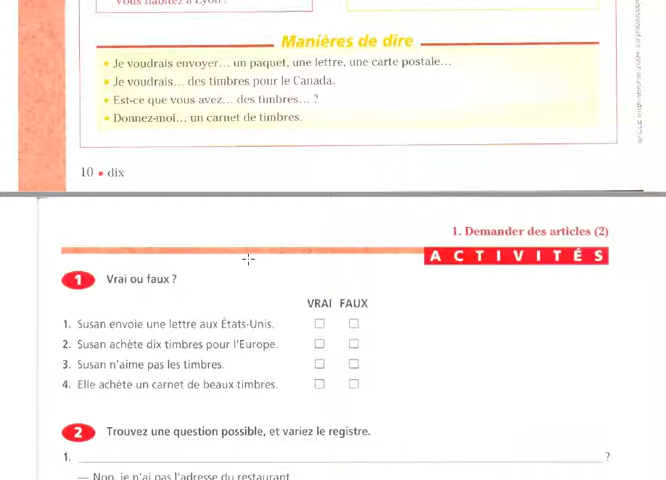 Vous habitez à Lyon ?
Manières de dire
• Je voudrais envoyer... un paquet, une lettre, une carte postale...
• Je voudrais... des timbres pour le Canada.
• Est-ce que vous avez... des timbres... ?
• Donnez-moi... un carnet de timbres.
10 • dix
1. Demander des articles (2)
ACTIVITÉS
1 Vrai ou faux ?
VRAI FAUX
1. Susan envoie une lettre aux États-Unis.
2. Susan achète dix timbres pour l'Europe.
3. Susan n'aime pas les timbres.
4. Elle achète un carnet de beaux timbres.
2 Trouvez une question possible, et variez le registre.
1. ?
— Non, je n'ai pas l'adresse du restaurant